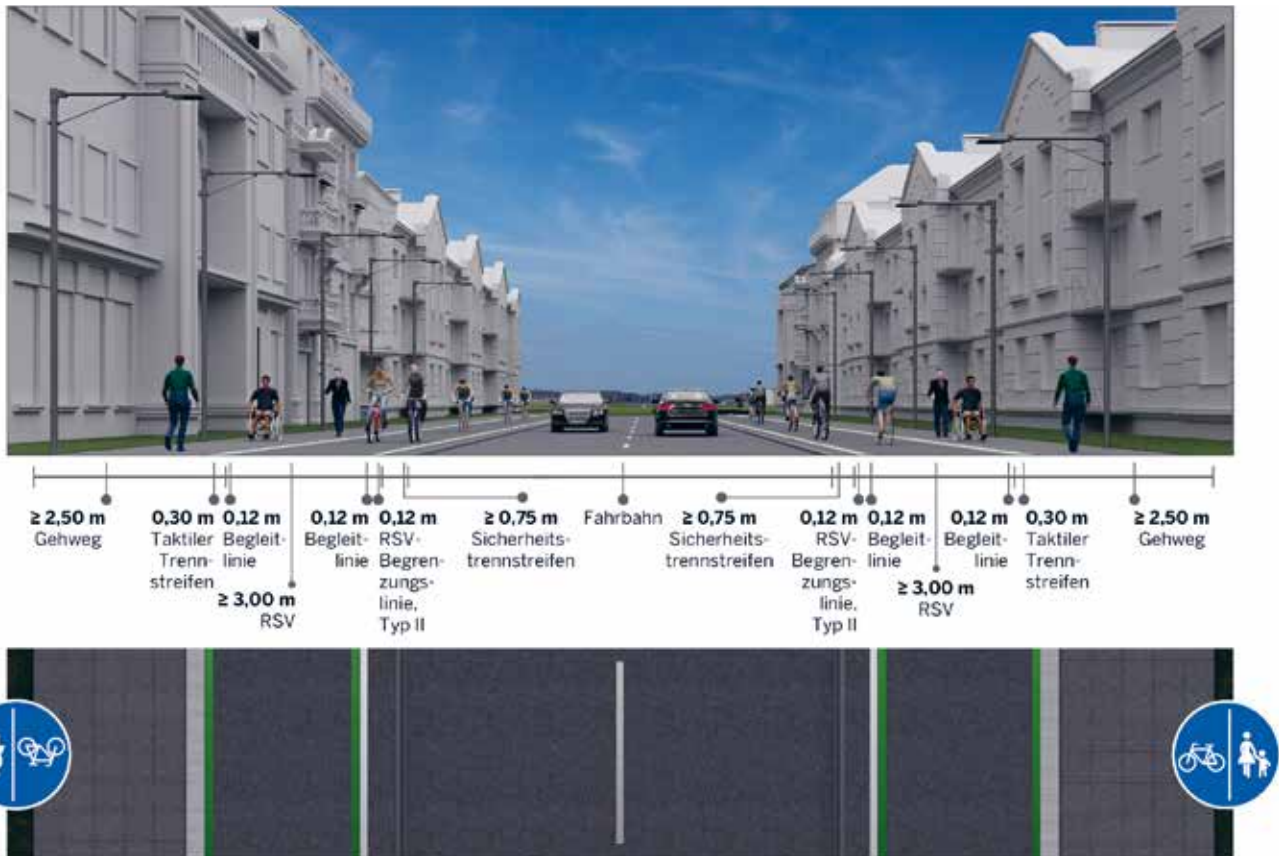 ≥ 2,50 m
Gehweg
0,30 m
Taktiler
Trenn-
streifen
0,12 m
Begleit-
linie
≥ 3,00 m
RSV
0,12 m
Begleit-
linie
0,12 m
RSV-
Begren-
zungs-
linie,
Typ II
≥ 0,75 m
Sicherheits-
trennstreifen
Fahrbahn
≥ 0,75 m
Sicherheits-
trennstreifen
0,12 m
RSV-
Begren-
zungs-
linie,
Typ II
0,12 m
Begleit-
linie
≥ 3,00 m
RSV
0,12 m
Begleit-
linie
0,30 m
Taktiler
Trenn-
streifen
≥ 2,50 m
Gehweg